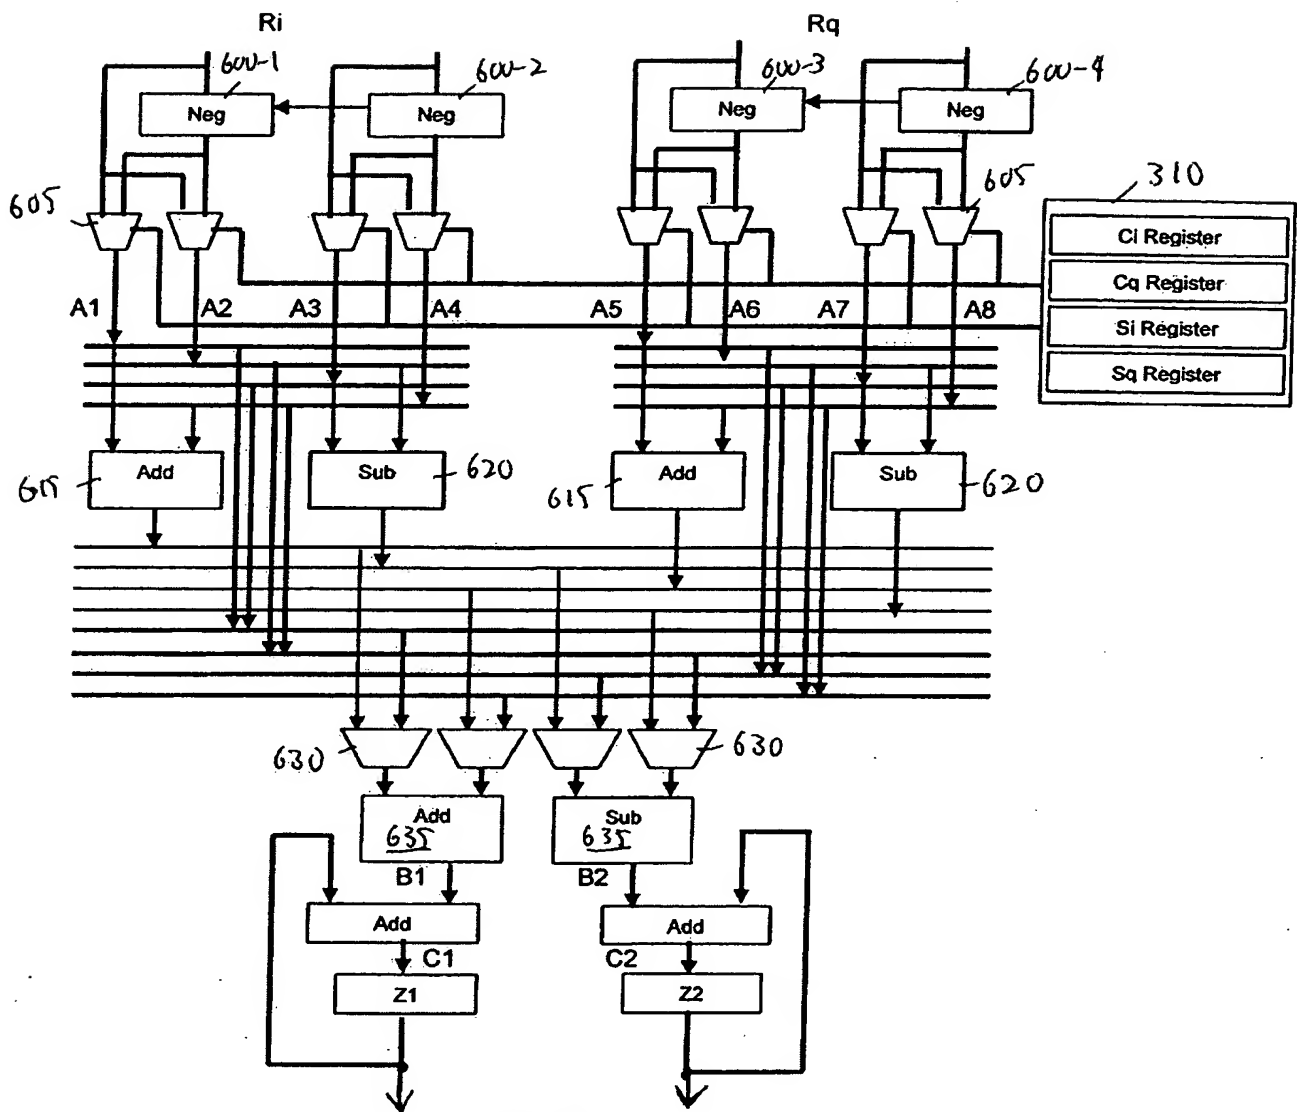 Ri Rq
600-1 600-2 600-3 600-4
Neg Neg Neg Neg
605 605 310
Ci Register
Cq Register
Si Register
Sq Register
A1 A2 A3 A4 A5 A6 A7 A8
Add Sub Add Sub
615 620 615 620
630 630
Add Sub
635 635
B1 B2
Add Add
C1 C2
Z1 Z2